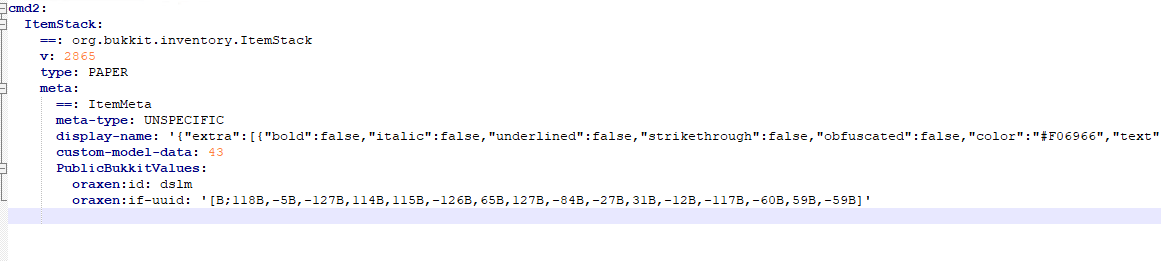 cmd2:
  ItemStack:
    ==: org.bukkit.inventory.ItemStack
    v: 2865
    type: PAPER
    meta:
      ==: ItemMeta
      meta-type: UNSPECIFIC
      display-name: '{"extra":[{"bold":false,"italic":false,"underlined":false,"strikethrough":false,"obfuscated":false,"color":"#F06966","text"
      custom-model-data: 43
      PublicBukkitValues:
        oraxen:id: dslm
        oraxen:if-uuid: '[B;118B,-5B,-127B,114B,115B,-126B,65B,127B,-84B,-27B,31B,-12B,-117B,-60B,59B,-59B]'